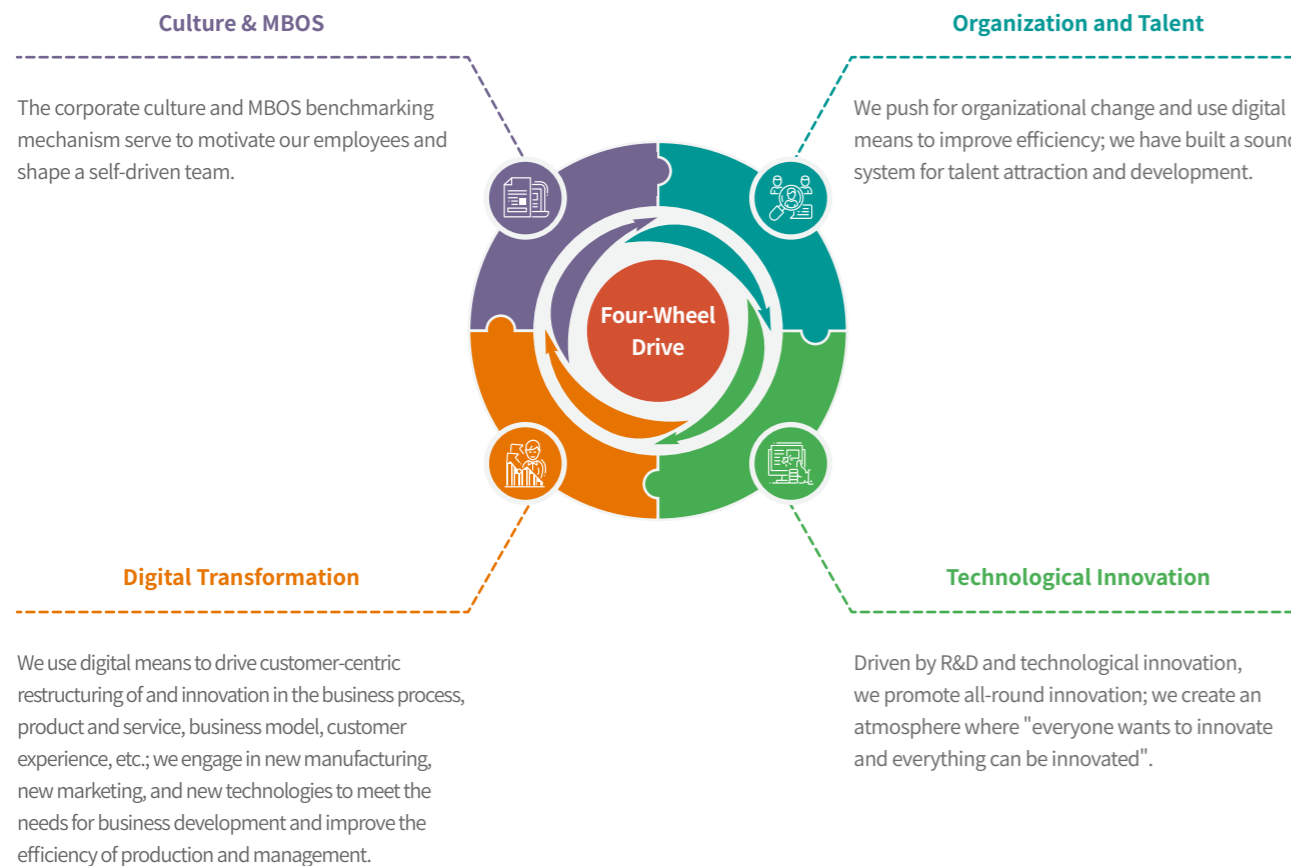 Culture & MBOS
The corporate culture and MBOS benchmarking
mechanism serve to motivate our employees and
shape a self-driven team.
Organization and Talent
We push for organizational change and use digital
means to improve efficiency; we have built a sound
system for talent attraction and development.
Four-Wheel
Drive
Digital Transformation
We use digital means to drive customer-centric
restructuring of and innovation in the business process,
product and service, business model, customer
experience, etc.; we engage in new manufacturing,
new marketing, and new technologies to meet the
needs for business development and improve the
efficiency of production and management.
Technological Innovation
Driven by R&D and technological innovation,
we promote all-round innovation; we create an
atmosphere where "everyone wants to innovate
and everything can be innovated".